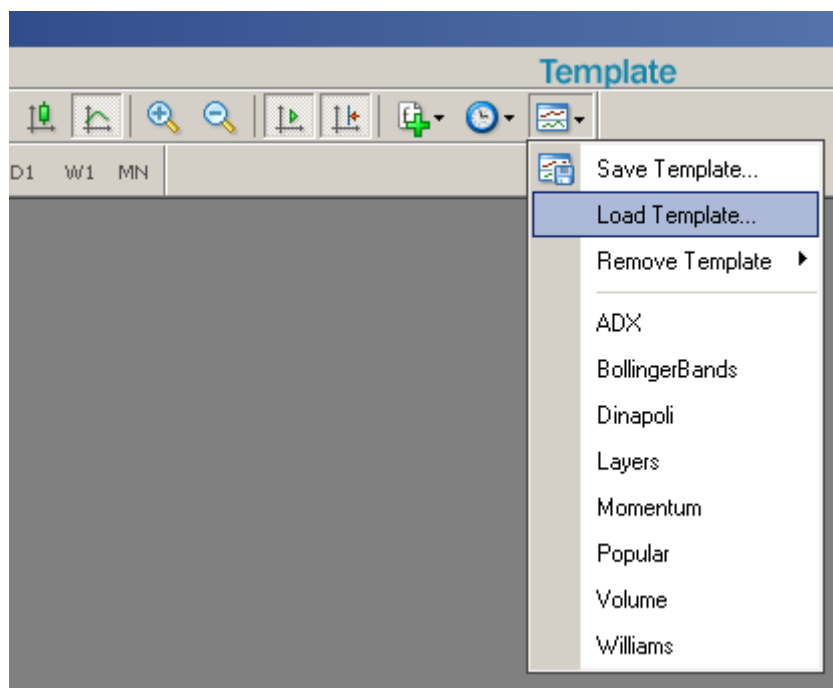 Template
D1 W1 MN
Save Template...
Load Template...
Remove Template
ADX
BollingerBands
Dinapoli
Layers
Momentum
Popular
Volume
Williams